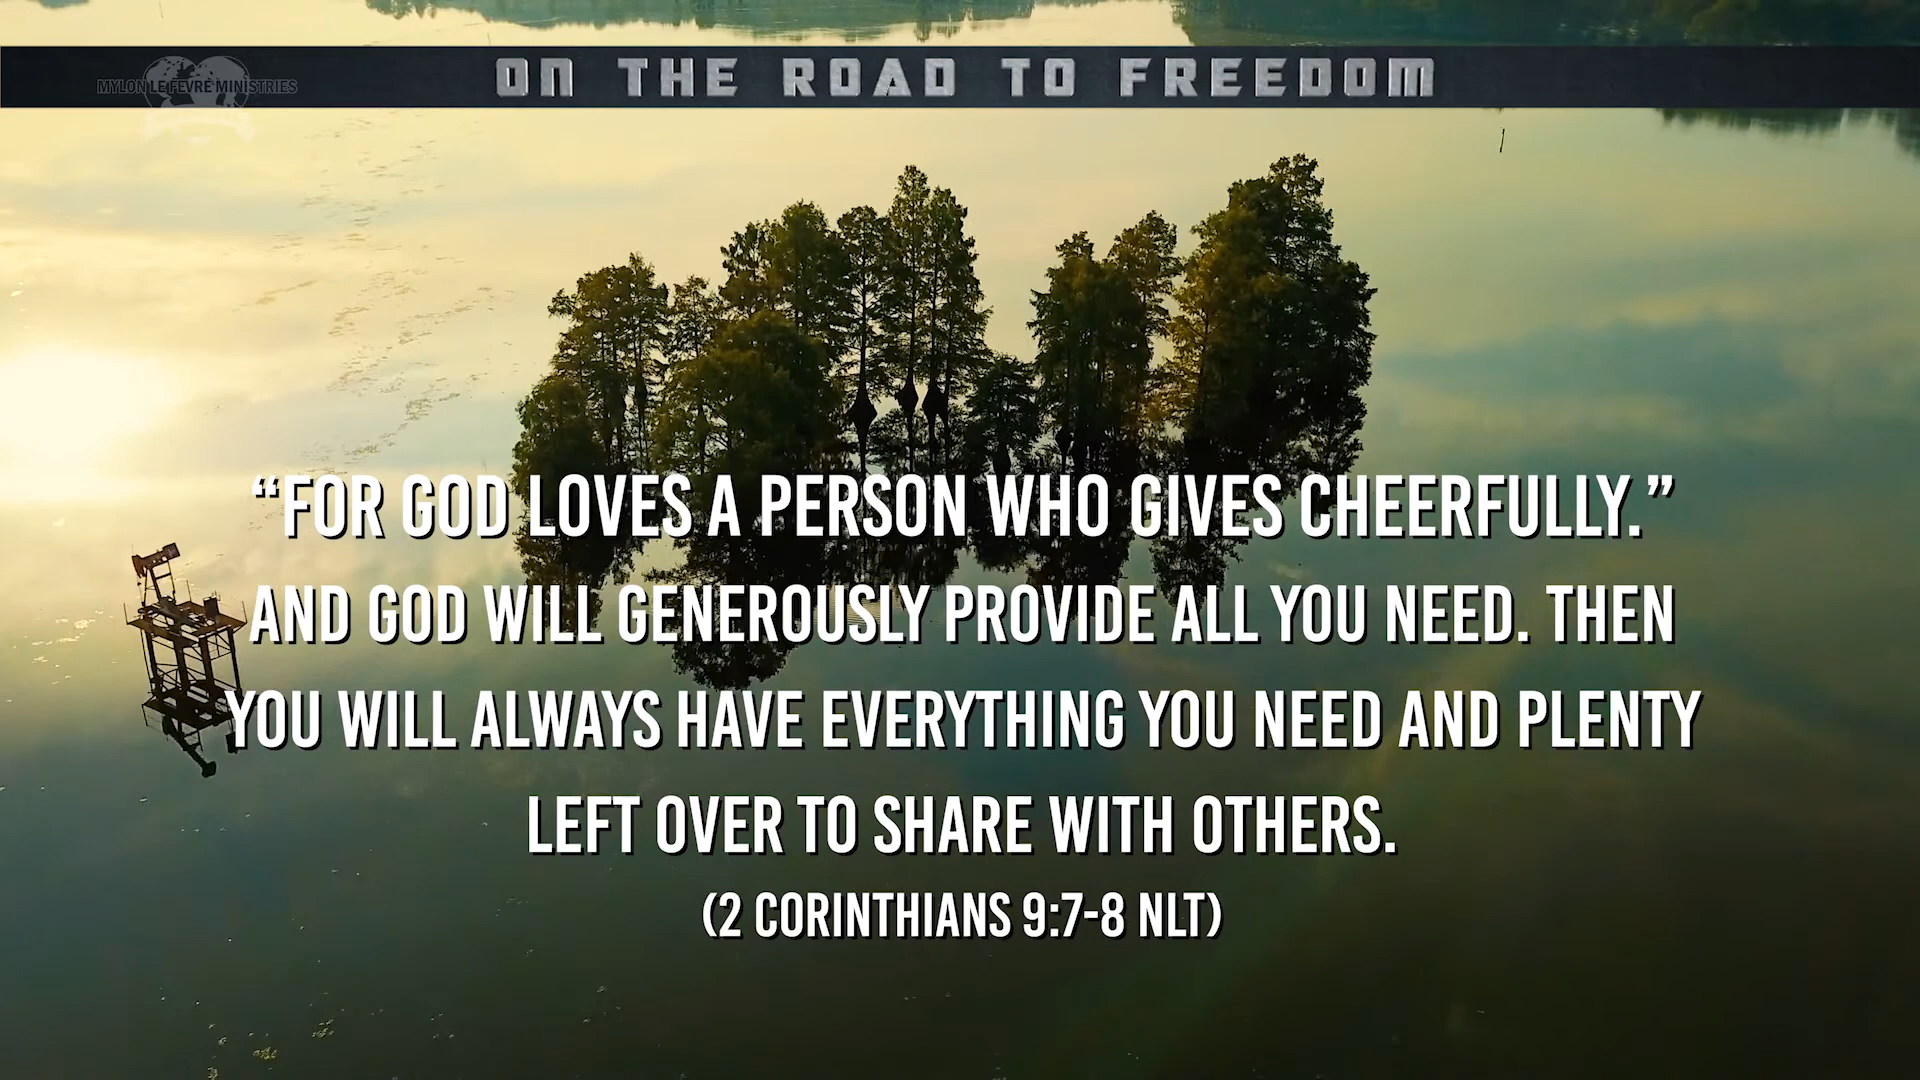 ON THE ROAD TO FREEDOM
MYLON LE FEVRE MINISTRIES
“FOR GOD LOVES A PERSON WHO GIVES CHEERFULLY.”
AND GOD WILL GENEROUSLY PROVIDE ALL YOU NEED. THEN
YOU WILL ALWAYS HAVE EVERYTHING YOU NEED AND PLENTY
LEFT OVER TO SHARE WITH OTHERS.
(2 CORINTHIANS 9:7-8 NLT)